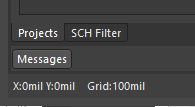 Projects SCH Filter
Messages
X:0mil Y:0mil Grid:100mil